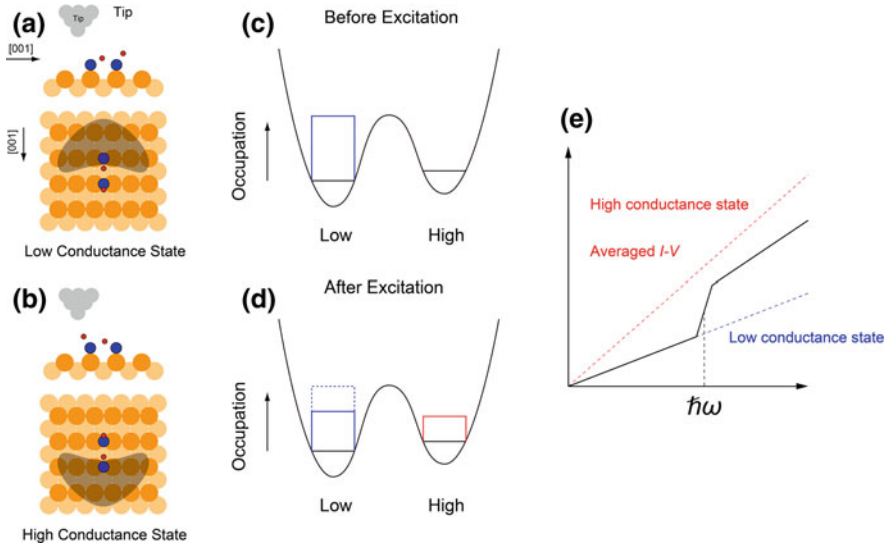 (a)
Tip
Tip
[001]
[001]
Low Conductance State
(b)
High Conductance State
(c)
Before Excitation
Occupation
Low
High
(d)
After Excitation
Occupation
Low
High
(e)
High conductance state
Averaged I-V
Low conductance state
ħω